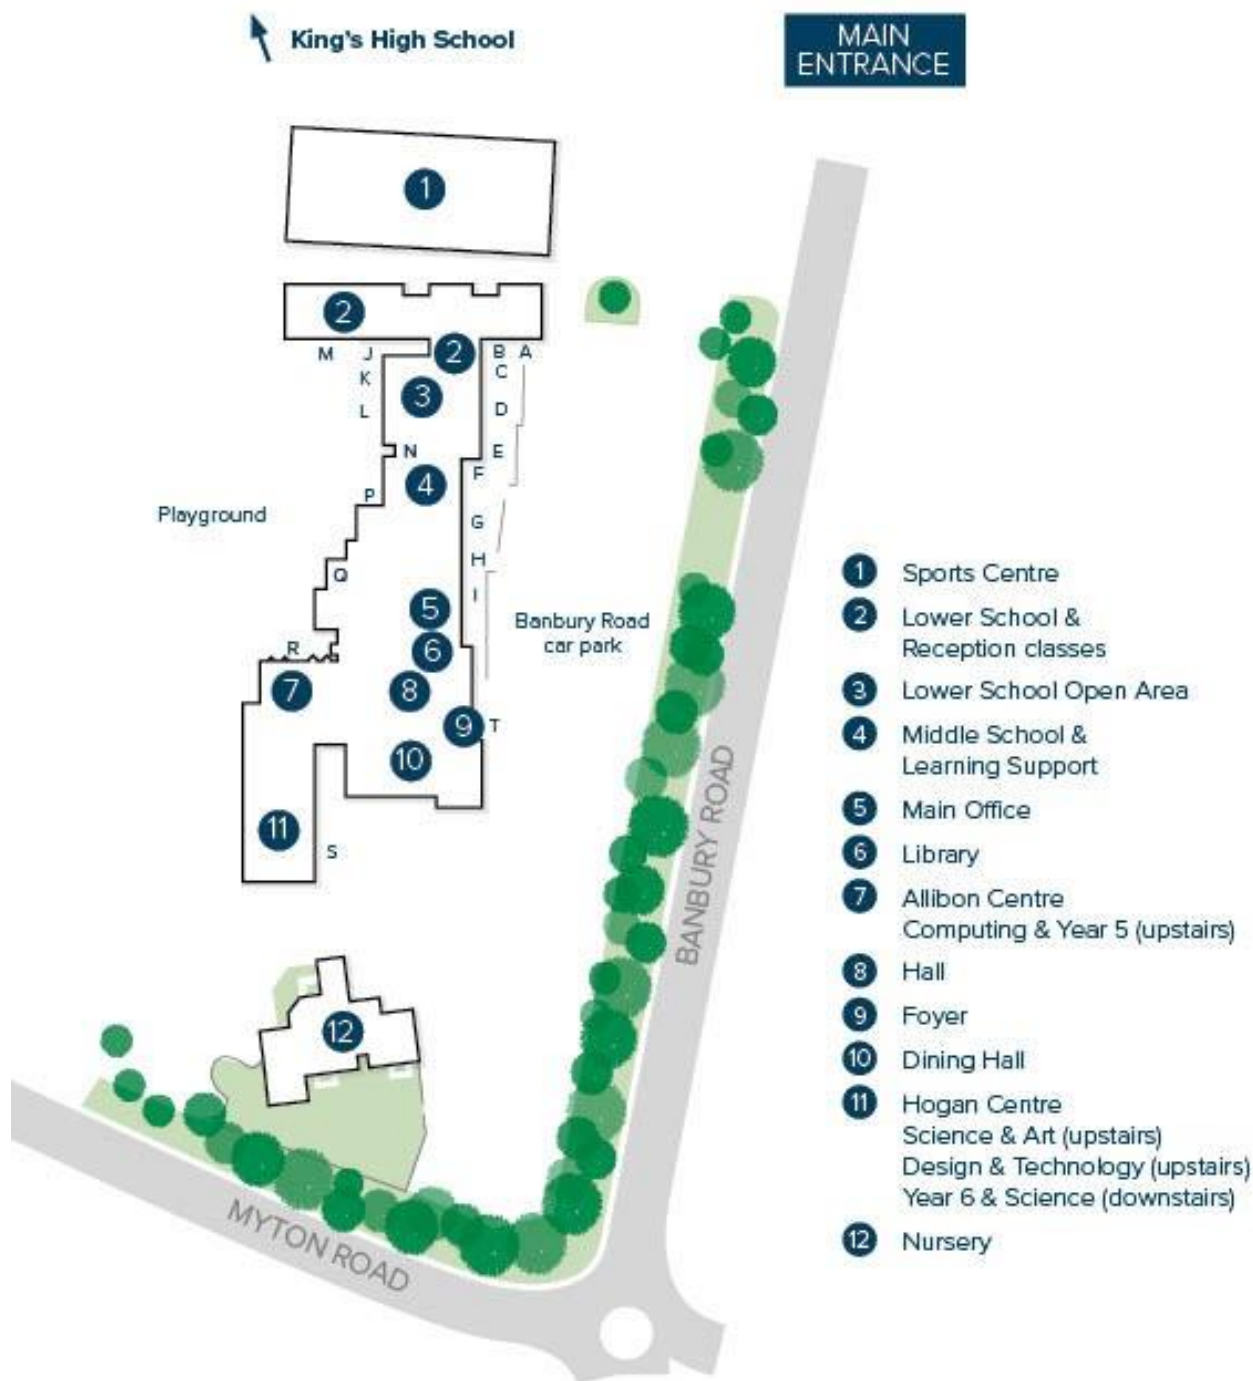 King's High School
MAIN
ENTRANCE
1
2
M J 2 B A
K C
3
L D
N E
F
4
P
Playground
G
H
Q
I
5
Banbury Road
car park
R 6
7 8
9 T
10
11
S
12
BANBURY ROAD
MYTON ROAD
1 Sports Centre
2 Lower School &
Reception classes
3 Lower School Open Area
4 Middle School &
Learning Support
5 Main Office
6 Library
7 Allibon Centre
Computing & Year 5 (upstairs)
8 Hall
9 Foyer
10 Dining Hall
11 Hogan Centre
Science & Art (upstairs)
Design & Technology (upstairs)
Year 6 & Science (downstairs)
12 Nursery